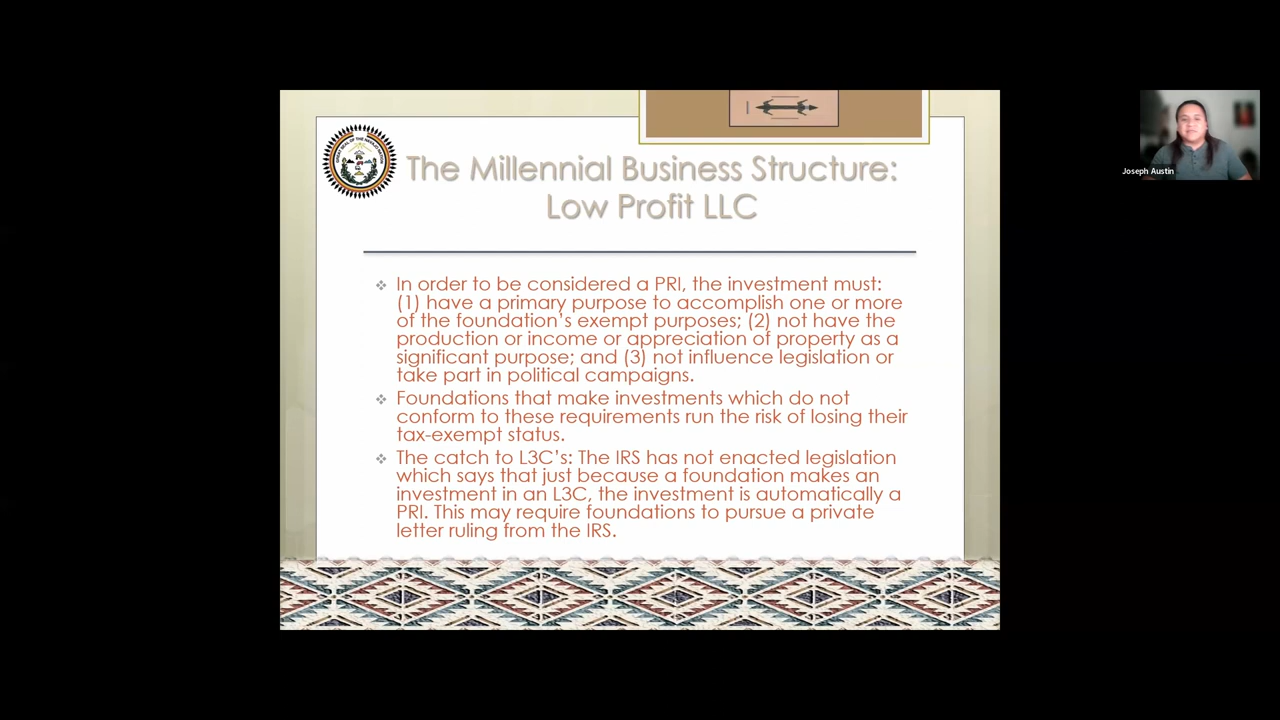 The Millennial Business Structure:
Low Profit LLC
In order to be considered a PRI, the investment must:
(1) have a primary purpose to accomplish one or more
of the foundation's exempt purposes; (2) not have the
production or income or appreciation of property as a
significant purpose; and (3) not influence legislation or
take part in political campaigns.
Foundations that make investments which do not
conform to these requirements run the risk of losing their
tax-exempt status.
The catch to L3C's: The IRS has not enacted legislation
which says that just because a foundation makes an
investment in an L3C, the investment is automatically a
PRI. This may require foundations to pursue a private
letter ruling from the IRS.
Joseph Austin